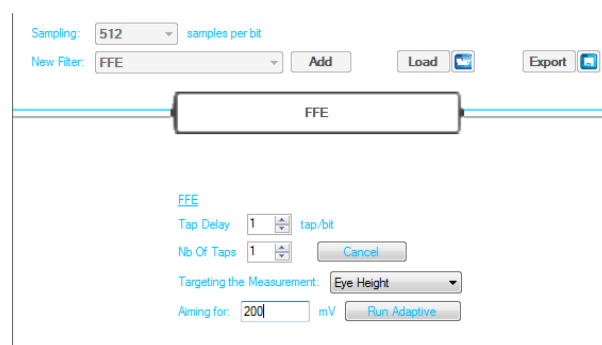 Sampling: 512 samples per bit
New Filter: FFE Add Load Export
FFE
FFE
Tap Delay 1 tap/bit
Nb Of Taps 1 Cancel
Targeting the Measurement: Eye Height
Aiming for: 200 mV Run Adaptive